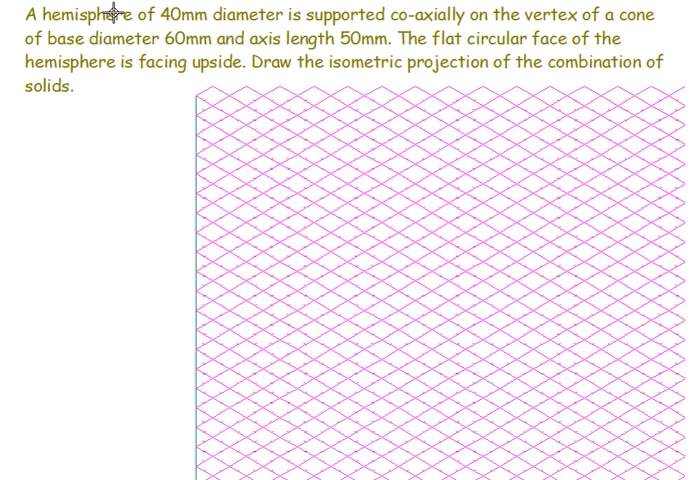 A hemisphere of 40mm diameter is supported co-axially on the vertex of a cone
of base diameter 60mm and axis length 50mm. The flat circular face of the
hemisphere is facing upside. Draw the isometric projection of the combination of
solids.